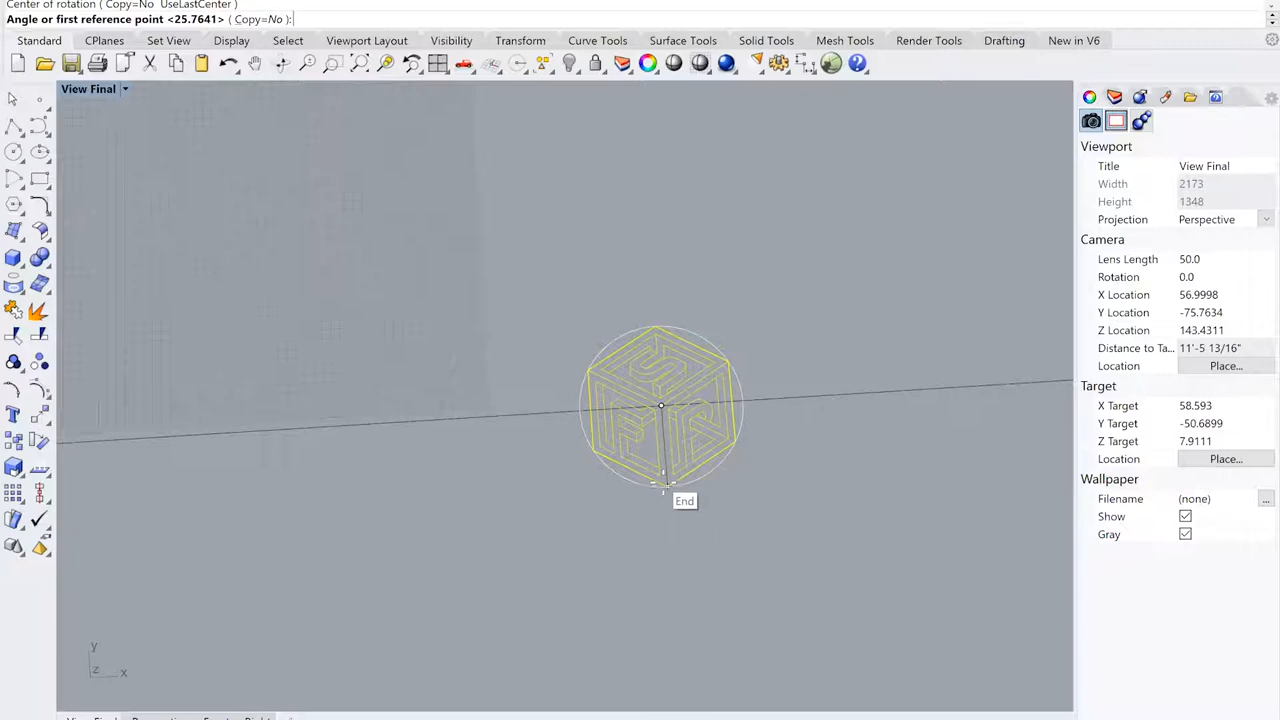 Center of rotation ( Copy=No UseLastCenter )
Angle or first reference point <25.7641> ( Copy=No ):
Standard CPlanes Set View Display Select Viewport Layout Visibility Transform Curve Tools Surface Tools Solid Tools Mesh Tools Render Tools Drafting New in V6
View Final
Viewport
Title View Final
Width 2173
Height 1348
Projection Perspective
Camera
Lens Length 50.0
Rotation 0.0
X Location 56.9998
Y Location -75.7634
Z Location 143.4311
Distance to Ta... 11'-5 13/16"
Location Place...
Target
X Target 58.593
Y Target -50.6899
Z Target 7.9111
Location Place...
Wallpaper
Filename (none) ...
Show
Gray
S
F
End
y
z x
View Final